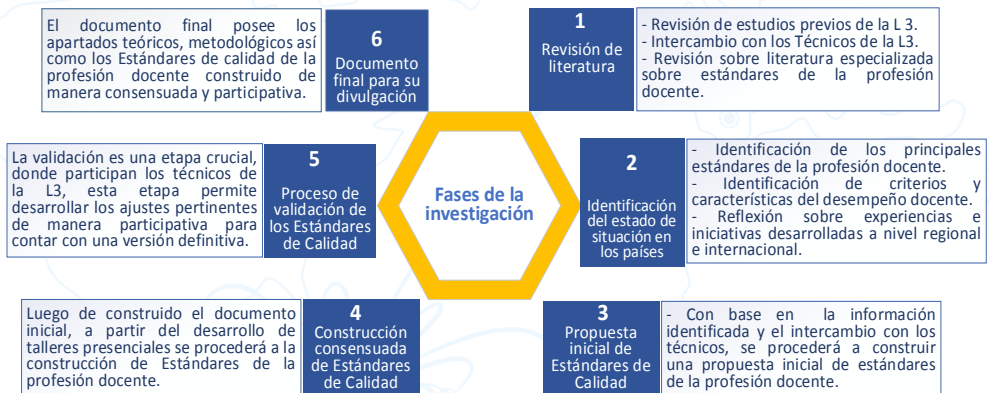 Fases de la
investigación
1
Revisión de
literatura
- Revisión de estudios previos de la L 3.
- Intercambio con los Técnicos de la L3.
- Revisión sobre literatura especializada
sobre estándares de la profesión
docente.
2
Identificación
del estado de
situación en
los países
- Identificación de los principales
estándares de la profesión docente.
- Identificación de criterios y
características del desempeño docente.
- Reflexión sobre experiencias e
iniciativas desarrolladas a nivel regional
e internacional.
3
Propuesta
inicial de
Estándares de
Calidad
- Con base en la información
identificada y el intercambio con los
técnicos, se procederá a construir
una propuesta inicial de estándares
de la profesión docente.
4
Construcción
consensuada
de Estándares
de Calidad
Luego de construido el documento
inicial, a partir del desarrollo de
talleres presenciales se procederá a la
construcción de Estándares de la
profesión docente.
5
Proceso de
validación de
los Estándares
de Calidad
La validación es una etapa crucial,
donde participan los técnicos de
la L3, esta etapa permite
desarrollar los ajustes pertinentes
de manera participativa para
contar con una versión definitiva.
6
Documento
final para su
divulgación
El documento final posee los
apartados teóricos, metodológicos así
como los Estándares de calidad de la
profesión docente construido de
manera consensuada y participativa.